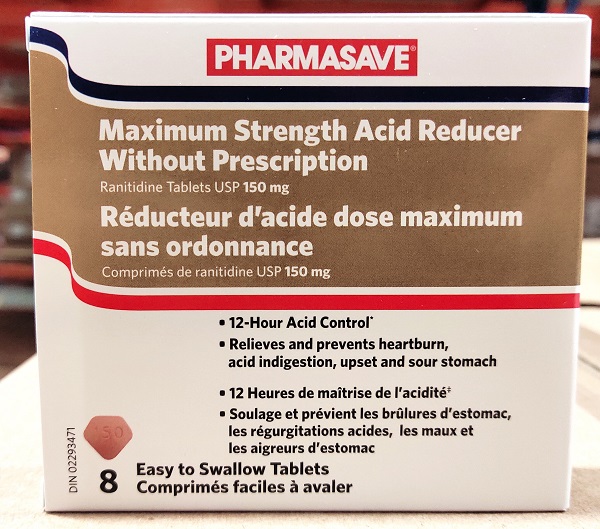 PHARMASAVE®
Maximum Strength Acid Reducer
Without Prescription
Ranitidine Tablets USP 150 mg
Réducteur d'acide dose maximum
sans ordonnance
Comprimés de ranitidine USP 150 mg
• 12-Hour Acid Control*
• Relieves and prevents heartburn,
acid indigestion, upset and sour stomach
• 12 Heures de maîtrise de l'acidité‡
• Soulage et prévient les brûlures d'estomac,
les régurgitations acides, les maux et
les aigreurs d'estomac
DIN 02293471
150
8 Easy to Swallow Tablets
Comprimés faciles à avaler